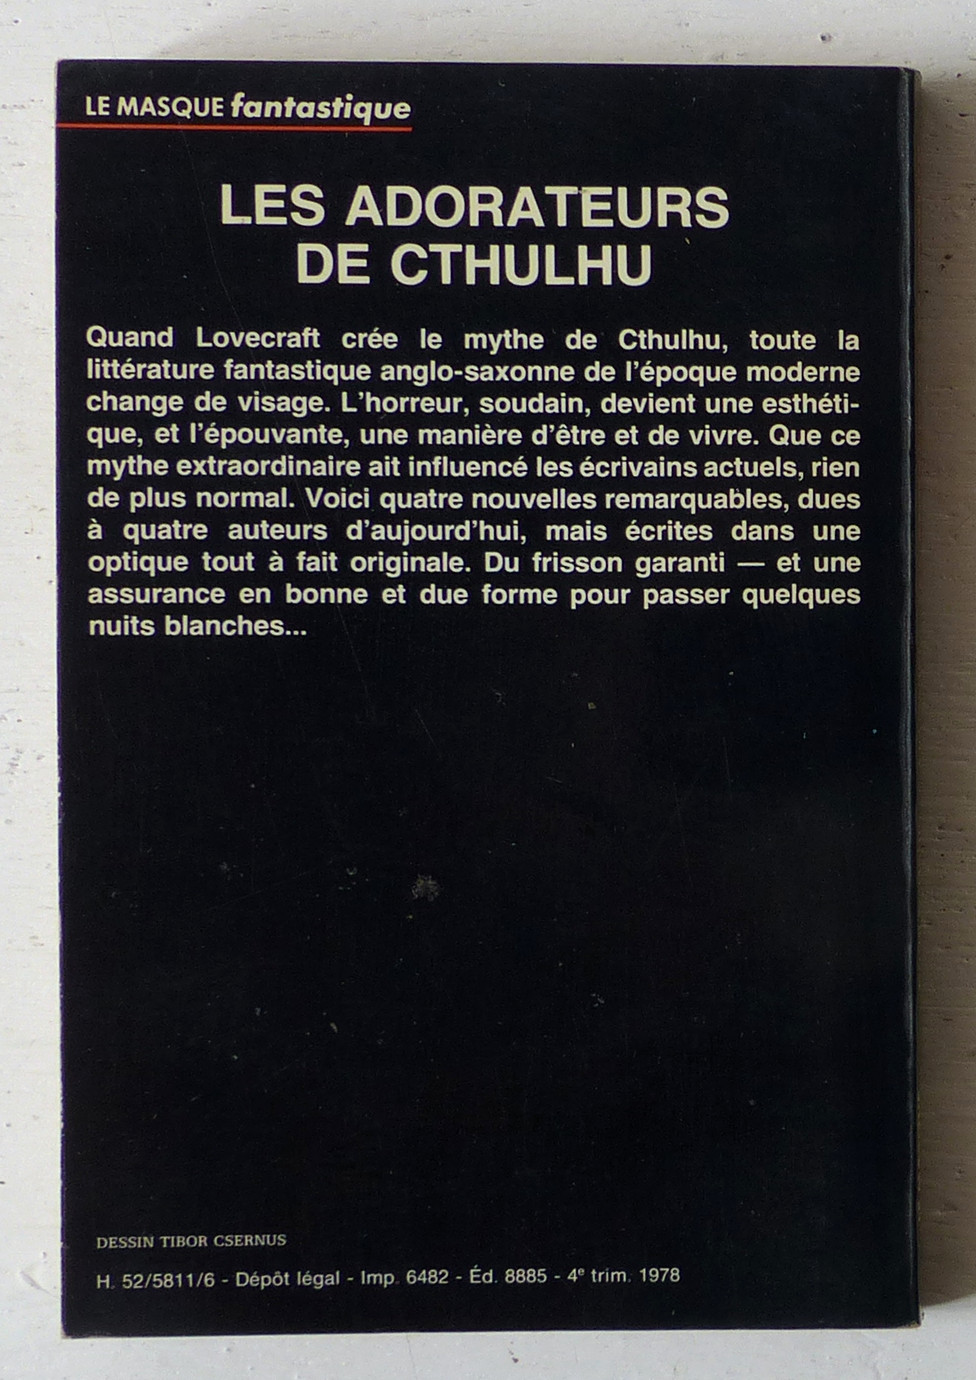 LE MASQUE fantastique
LES ADORATEURS
DE CTHULHU
Quand Lovecraft crée le mythe de Cthulhu, toute la
littérature fantastique anglo-saxonne de l'époque moderne
change de visage. L'horreur, soudain, devient une esthéti-
que, et l'épouvante, une manière d'être et de vivre. Que ce
mythe extraordinaire ait influencé les écrivains actuels, rien
de plus normal. Voici quatre nouvelles remarquables, dues
à quatre auteurs d'aujourd'hui, mais écrites dans une
optique tout à fait originale. Du frisson garanti — et une
assurance en bonne et due forme pour passer quelques
nuits blanches...
DESSIN TIBOR CSERNUS
H. 52/5811/6 - Dépôt légal - Imp. 6482 - Éd. 8885 - 4e trim. 1978